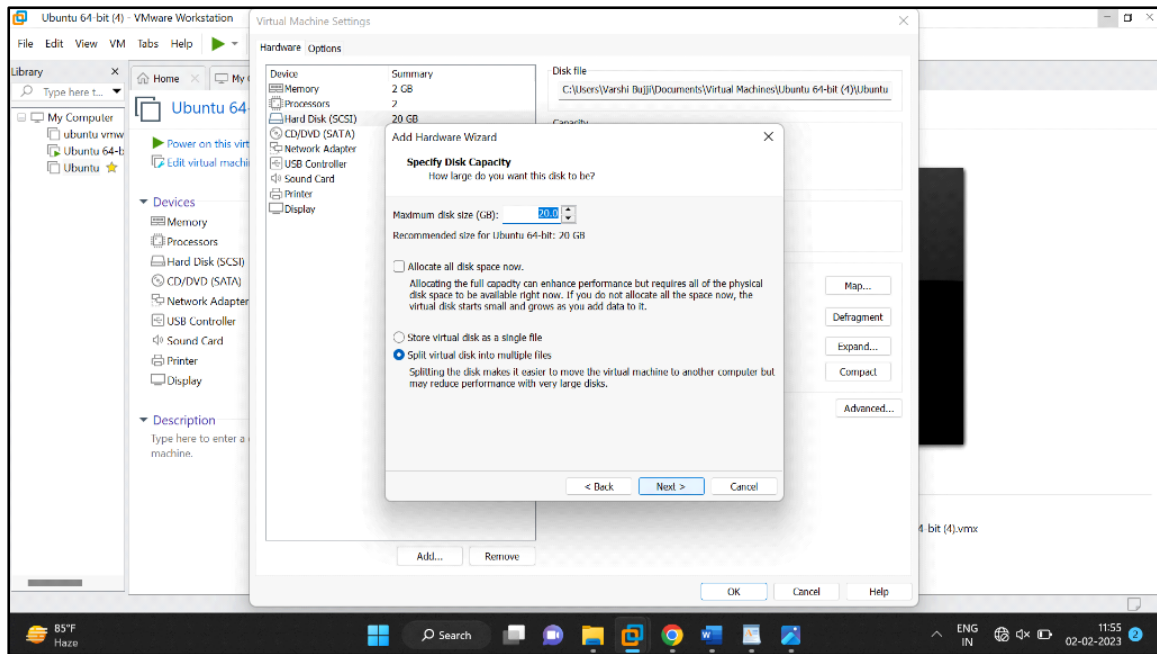 Ubuntu 64-bit (4) - VMware Workstation
File Edit View VM Tabs Help
Library
Type here t...
My Computer
ubuntu vmw
Ubuntu 64-b
Ubuntu
Home
My
Ubuntu 64-
Power on this virt
Edit virtual machi
Devices
Memory
Processors
Hard Disk (SCSI)
CD/DVD (SATA)
Network Adapter
USB Controller
Sound Card
Printer
Display
Description
Type here to enter a
machine.
Virtual Machine Settings
Hardware Options
Device Summary
Memory 2 GB
Processors 2
Hard Disk (SCSI) 20 GB
CD/DVD (SATA)
Network Adapter
USB Controller
Sound Card
Printer
Display
Add... Remove
Disk file
C:\Users\Varshi Bujji\Documents\Virtual Machines\Ubuntu 64-bit (4)\Ubuntu
Capacity
Map...
Defragment
Expand...
Compact
Advanced...
Add Hardware Wizard
Specify Disk Capacity
How large do you want this disk to be?
Maximum disk size (GB): 20.0
Recommended size for Ubuntu 64-bit: 20 GB
Allocate all disk space now.
Allocating the full capacity can enhance performance but requires all of the physical
disk space to be available right now. If you do not allocate all the space now, the
virtual disk starts small and grows as you add data to it.
Store virtual disk as a single file
Split virtual disk into multiple files
Splitting the disk makes it easier to move the virtual machine to another computer but
may reduce performance with very large disks.
< Back Next > Cancel
OK Cancel Help
4-bit (4).vmx
85°F
Haze
Search
ENG
IN
11:55
02-02-2023
2